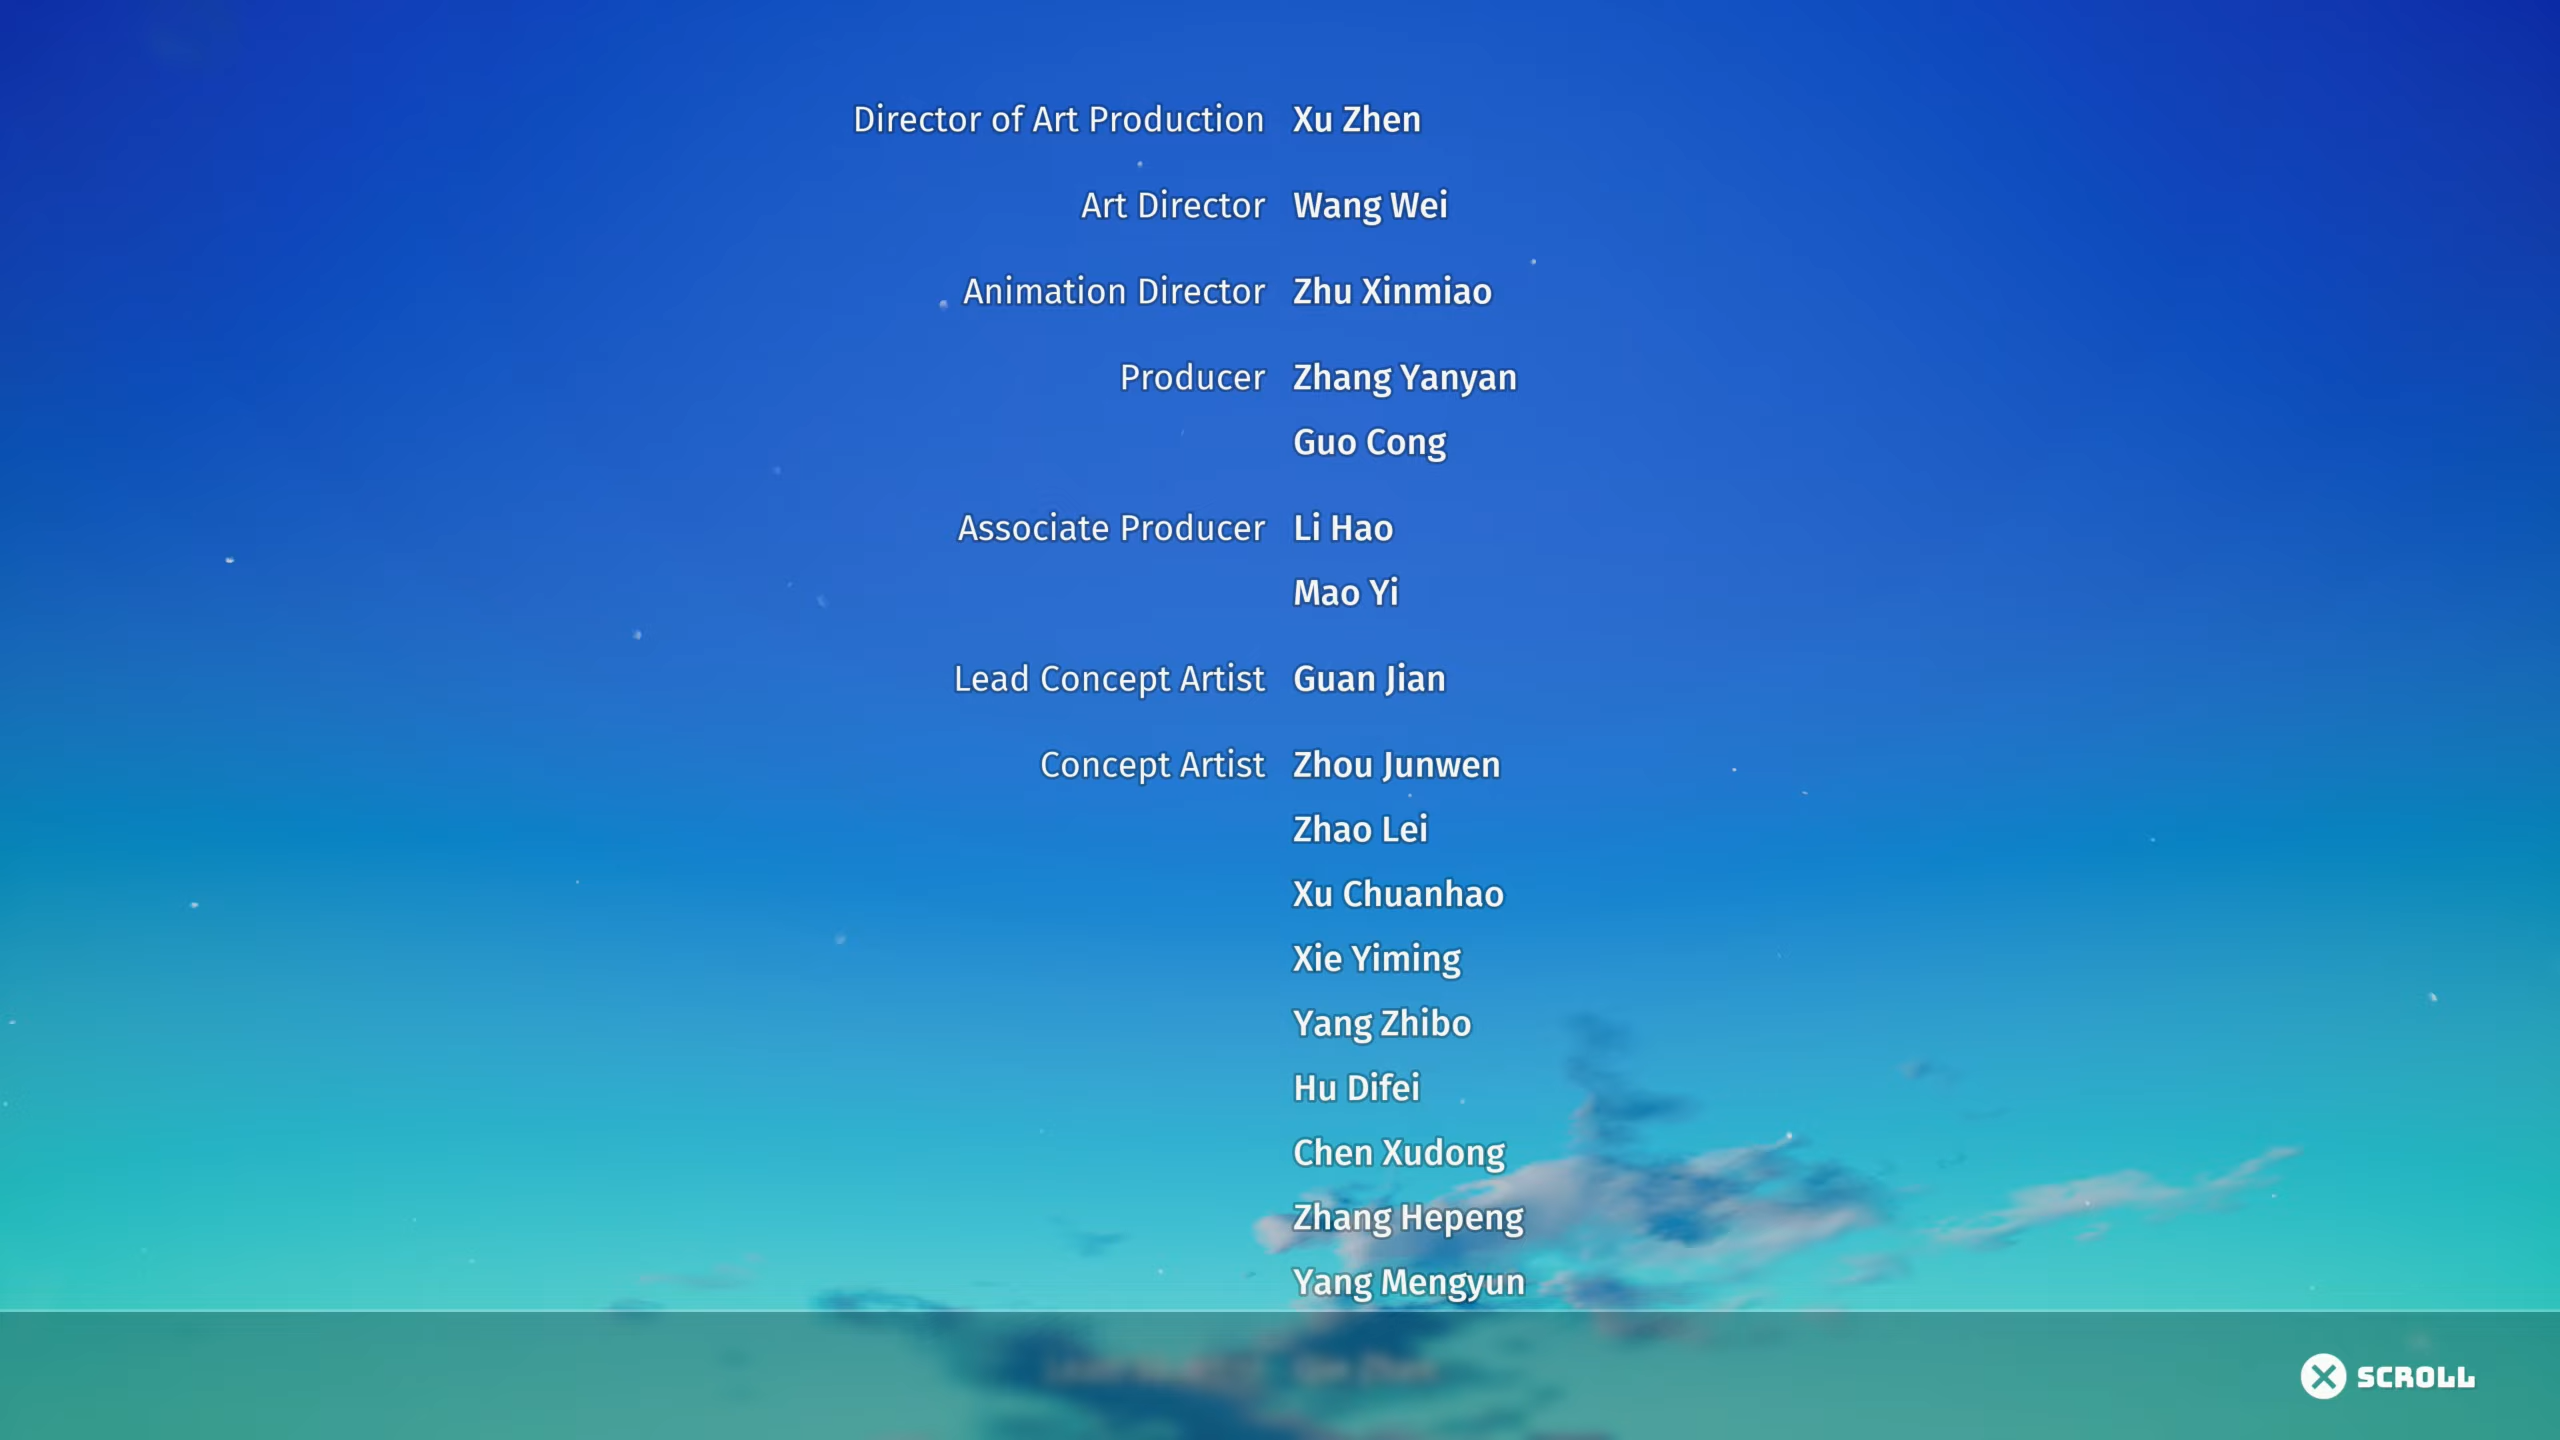 Director of Art Production Xu Zhen
Art Director Wang Wei
Animation Director Zhu Xinmiao
Producer Zhang Yanyan
Guo Cong
Associate Producer Li Hao
Mao Yi
Lead Concept Artist Guan Jian
Concept Artist Zhou Junwen
Zhao Lei
Xu Chuanhao
Xie Yiming
Yang Zhibo
Hu Difei
Chen Xudong
Zhang Hepeng
Yang Mengyun
SCROLL